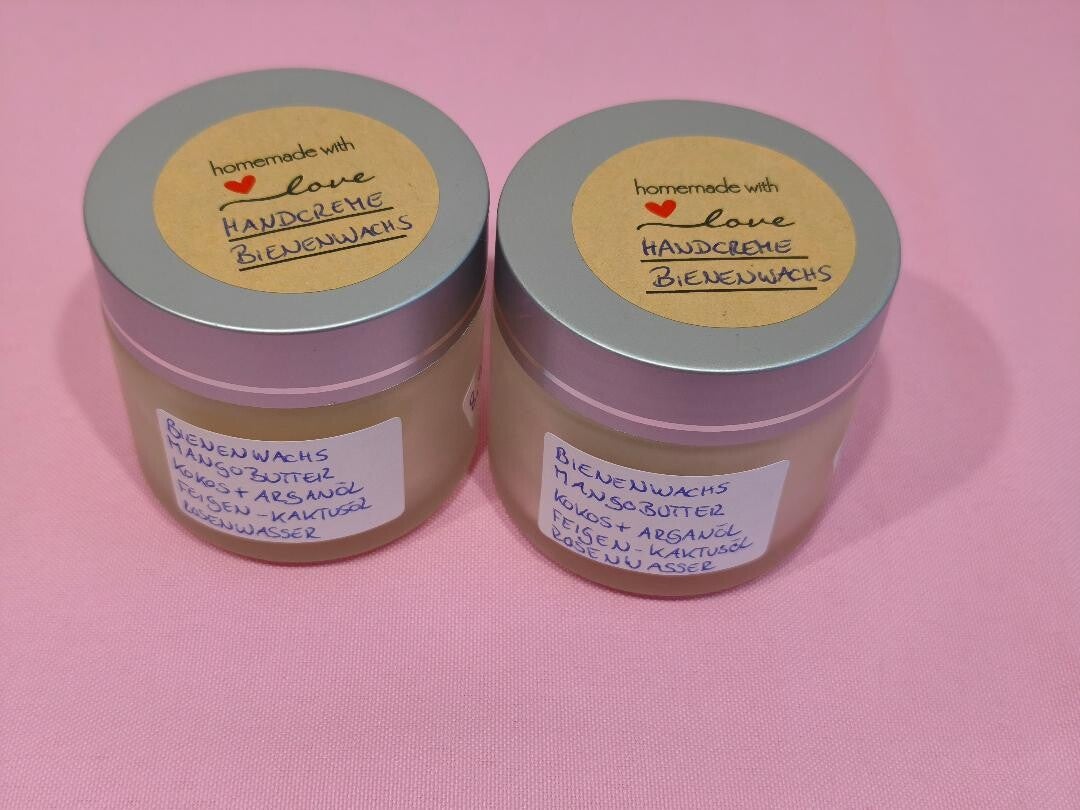 homemade with
love
HANDCREME
BIENENWACHS
BIENENWACHS
MANGOBUTTER
KOKOS + ARGANÖL
FEIGEN-KAKTUSÖL
ROSENWASSER
homemade with
love
HANDCREME
BIENENWACHS
BIENENWACHS
MANGOBUTTER
KOKOS + ARGANÖL
FEIGEN-KAKTUSÖL
ROSENWASSER